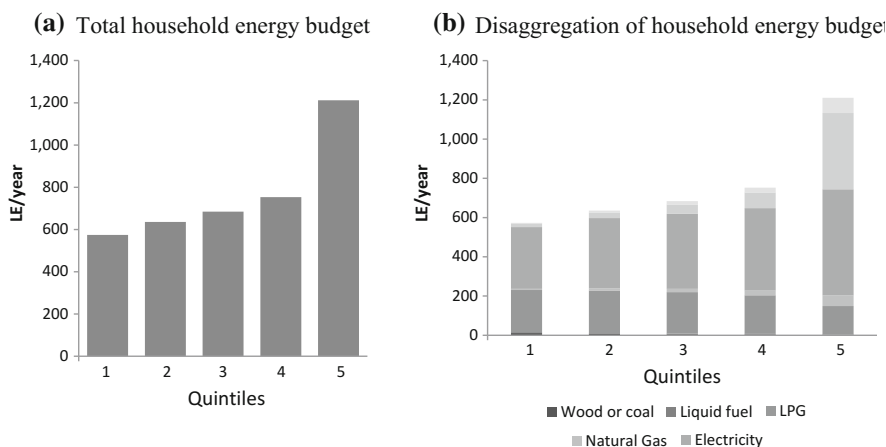 (a) Total household energy budget
1,400
1,200
1,000
800
600
400
200
0
LE/year
1 2 3 4 5
Quintiles
(b) Disaggregation of household energy budget
1,400
1,200
1,000
800
600
400
200
0
LE/year
1 2 3 4 5
Quintiles
Wood or coal Liquid fuel LPG
Natural Gas Electricity